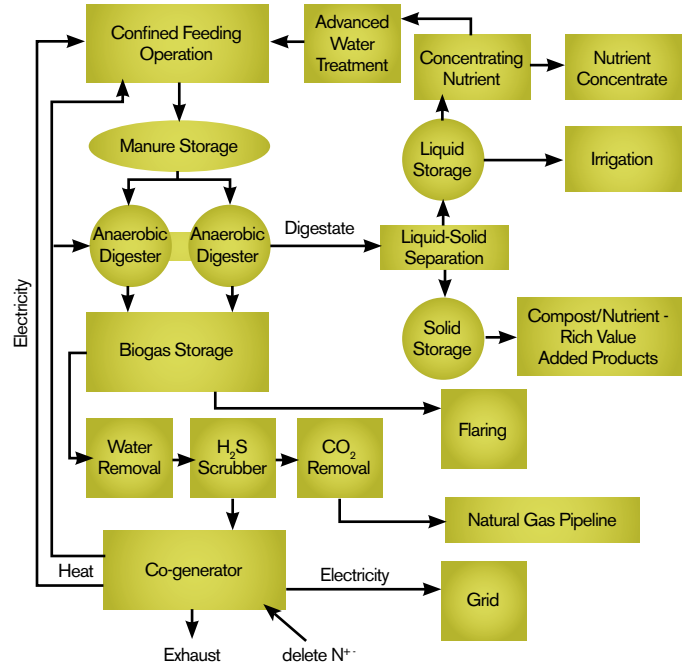 Confined Feeding
Operation
Advanced
Water
Treatment
Concentrating
Nutrient
Nutrient
Concentrate
Manure Storage
Liquid
Storage
Irrigation
Anaerobic
Digester
Anaerobic
Digester
Digestate
Liquid-Solid
Separation
Electricity
Biogas Storage
Solid
Storage
Compost/Nutrient -
Rich Value
Added Products
Flaring
Water
Removal
H₂S
Scrubber
CO₂
Removal
Natural Gas Pipeline
Heat
Co-generator
Electricity
Grid
Exhaust
delete N⁺˙⁻